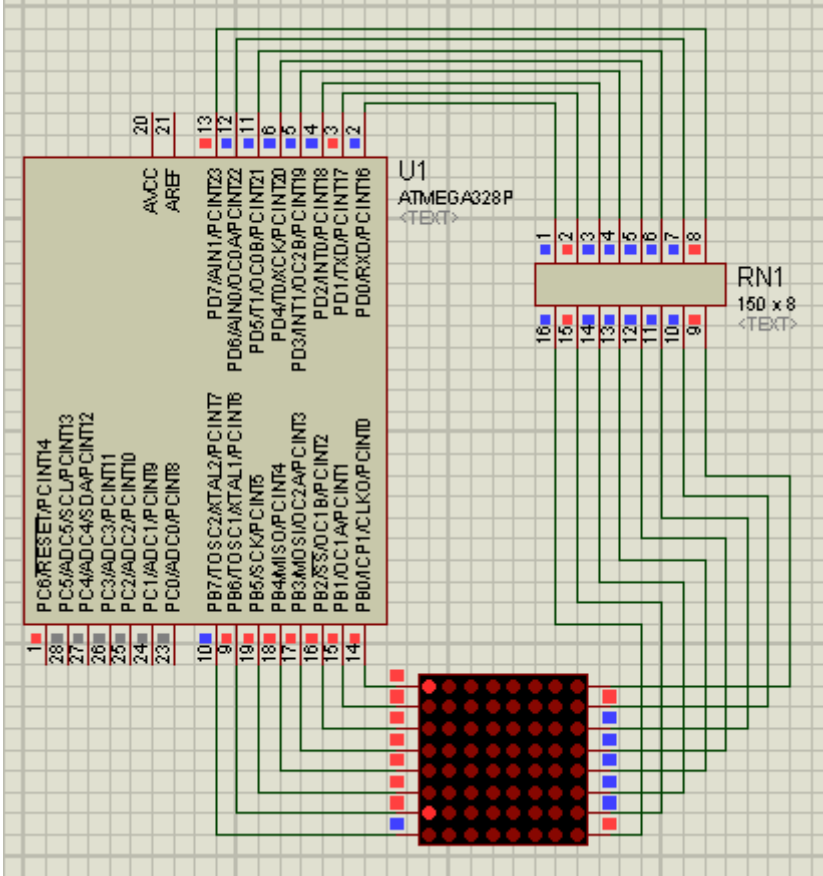 20
21
13
12
11
6
5
4
3
2
AVCC
AREF
PD7/AIN1/PCINT23
PD6/AIN0/OC0A/PCINT22
PD5/T1/OC0B/PCINT21
PD4/T0/XCK/PCINT20
PD3/INT1/OC2B/PCINT19
PD2/INT0/PCINT18
PD1/TXD/PCINT17
PD0/RXD/PCINT16
U1
ATMEGA328P
<TEXT>
1
2
3
4
5
6
7
8
RN1
150 x 8
<TEXT>
16
15
14
13
12
11
10
9
PC6/RESET/PCINT14
PC5/ADC5/SCL/PCINT13
PC4/ADC4/SDA/PCINT12
PC3/ADC3/PCINT11
PC2/ADC2/PCINT10
PC1/ADC1/PCINT9
PC0/ADC0/PCINT8
PB7/TOSC2/XTAL2/PCINT7
PB6/TOSC1/XTAL1/PCINT6
PB5/SCK/PCINT5
PB4/MISO/PCINT4
PB3/MOSI/OC2A/PCINT3
PB2/SS/OC1B/PCINT2
PB1/OC1A/PCINT1
PB0/ICP1/CLKO/PCINT0
1
28
27
26
25
24
23
10
9
19
18
17
16
15
14